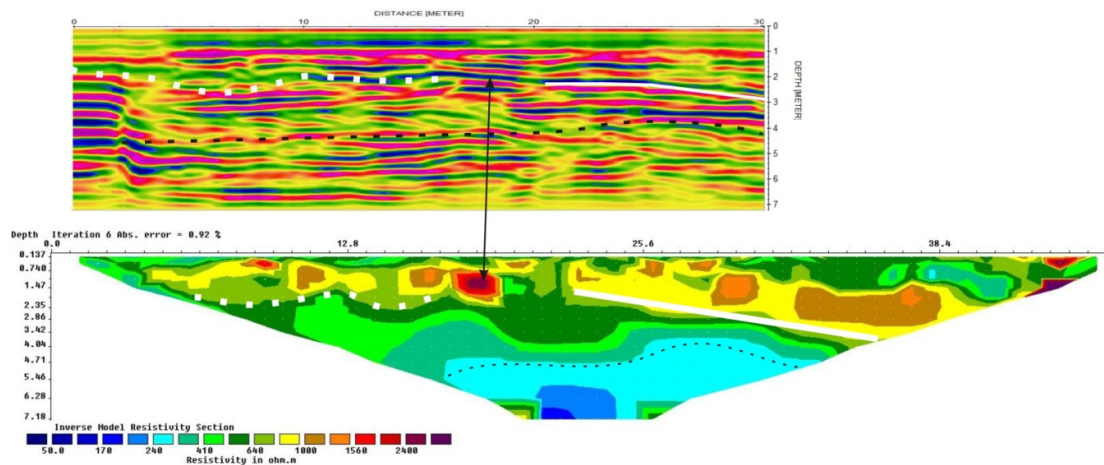 DISTANCE [METER]
0 10 20 30
0
1
2
3
4
5
6
7
DEPTH [METER]
Depth Iteration 6 Abs. error = 0.92 %
0.0 12.8 25.6 38.4
0.137
0.740
1.47
2.35
2.86
3.42
4.04
4.71
5.46
6.28
7.18
Inverse Model Resistivity Section
50.0 170 240 410 640 1000 1560 2400
Resistivity in ohm.m